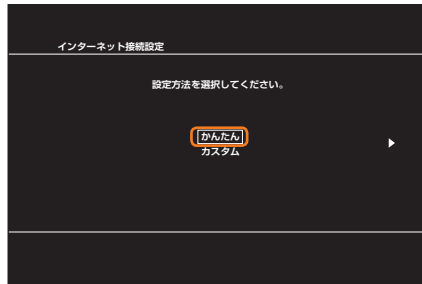 インターネット接続設定
設定方法を選択してください。
かんたん
カスタム